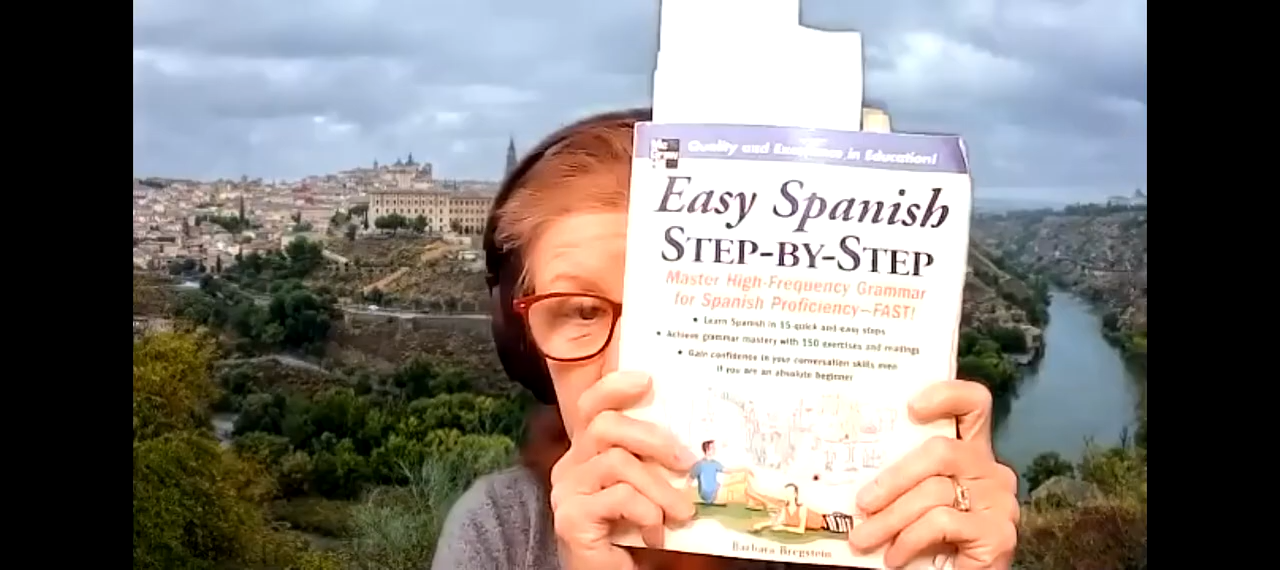 Mc
Graw
Quality and Excellence in Education!
Easy Spanish
STEP-BY-STEP
Master High-Frequency Grammar
for Spanish Proficiency—FAST!
• Learn Spanish in 15 quick and easy steps
• Achieve grammar mastery with 150 exercises and readings
• Gain confidence in your conversation skills even
if you are an absolute beginner
Barbara Bregstein